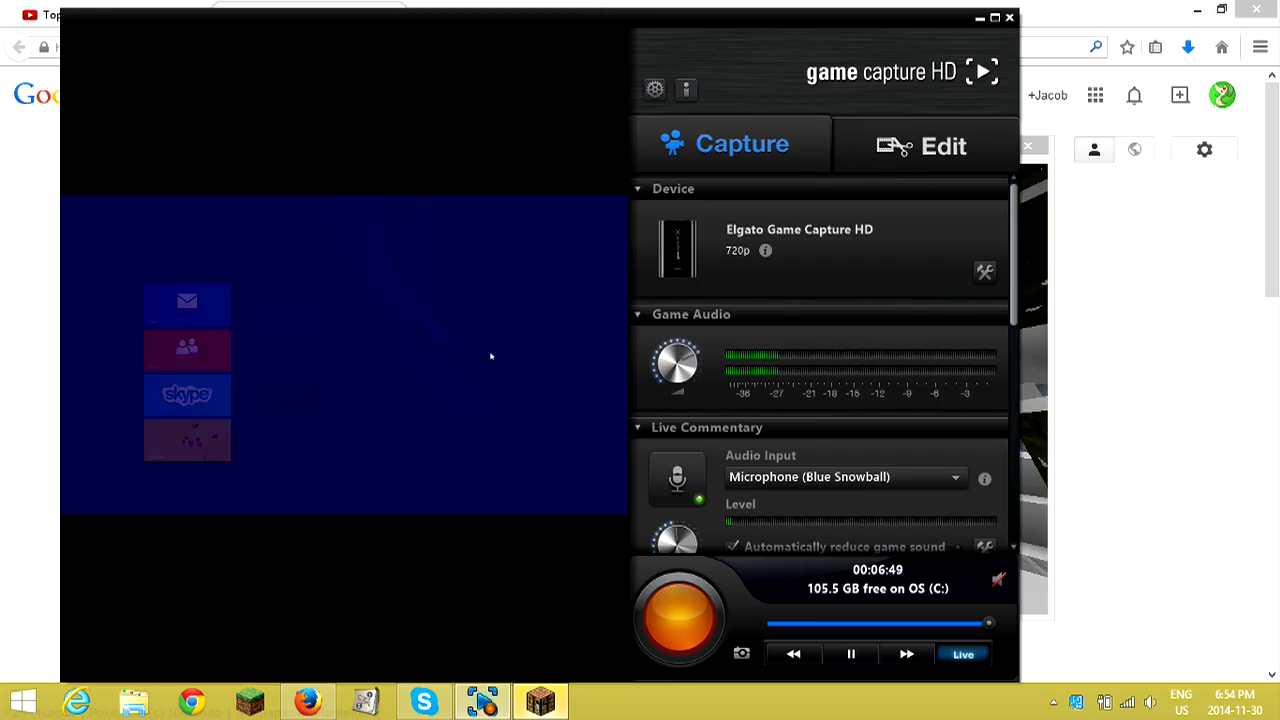 Top
Goo
+Jacob
game capture HD
Capture
Edit
Device
Elgato Game Capture HD
720p
Game Audio
-36 -27 -21 -18 -15 -12 -9 -6 -3
Live Commentary
Audio Input
Microphone (Blue Snowball)
Level
Automatically reduce game sound
skype
00:06:49
105.5 GB free on OS (C:)
Live
ENG
US
6:54 PM
2014-11-30